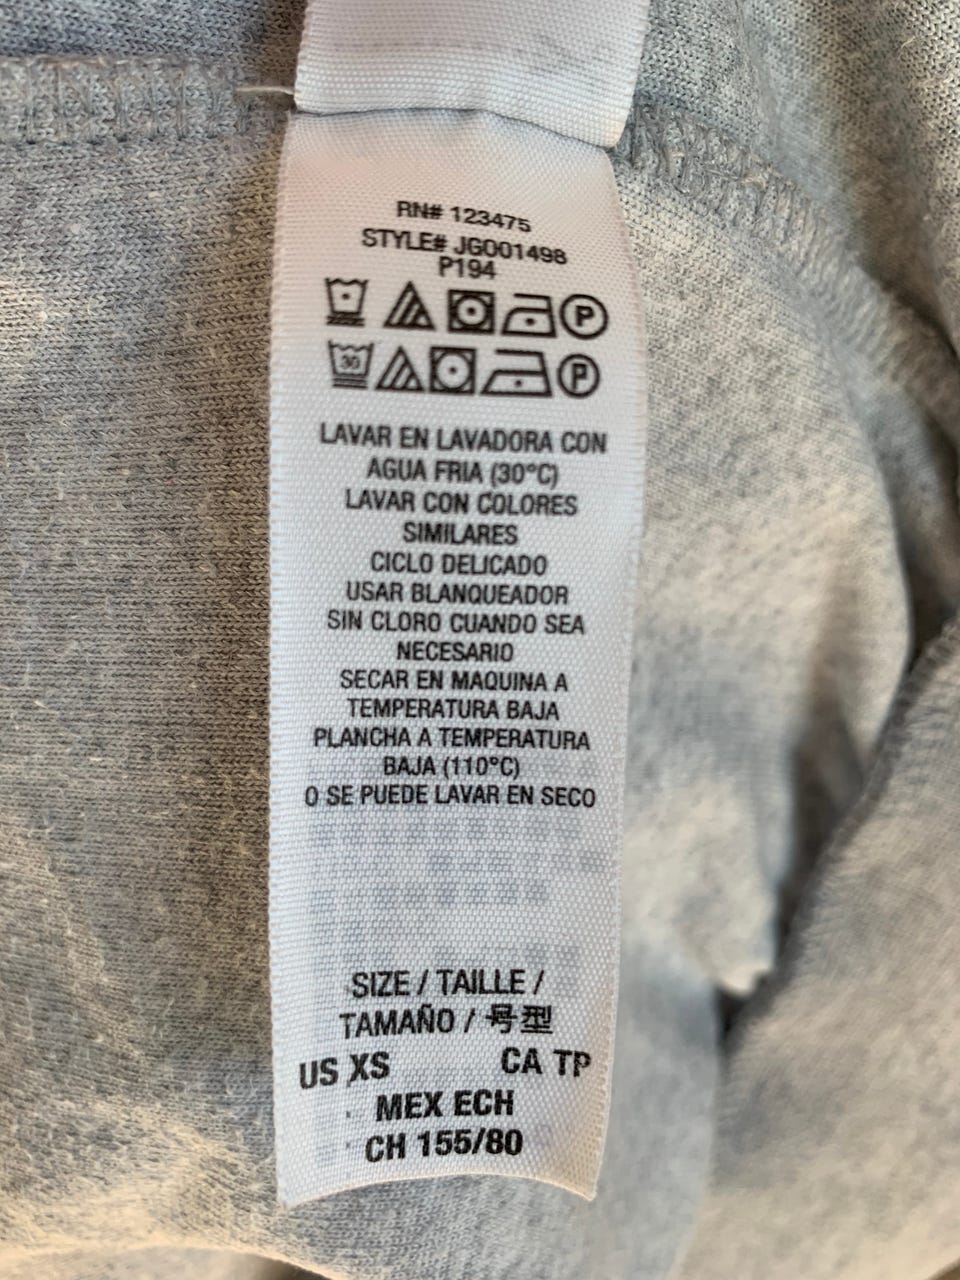 RN# 123475
STYLE# JG001498
P194
P
30 P
LAVAR EN LAVADORA CON
AGUA FRIA (30°C)
LAVAR CON COLORES
SIMILARES
CICLO DELICADO
USAR BLANQUEADOR
SIN CLORO CUANDO SEA
NECESARIO
SECAR EN MAQUINA A
TEMPERATURA BAJA
PLANCHA A TEMPERATURA
BAJA (110°C)
O SE PUEDE LAVAR EN SECO
SIZE / TAILLE /
TAMAÑO / 号型
US XS CA TP
MEX ECH
CH 155/80